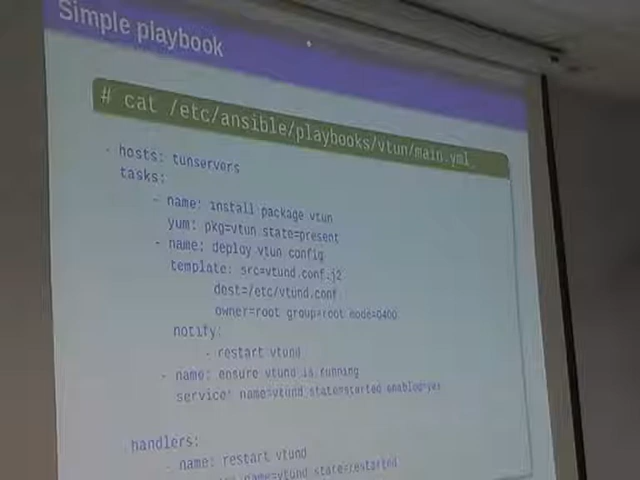 Simple playbook
# cat /etc/ansible/playbooks/vtun/main.yml
- hosts: tunservers
tasks:
- name: install package vtun
yum: pkg=vtun state=present
- name: deploy vtun config
template: src=vtund.conf.j2
dest=/etc/vtund.conf
owner=root group=root mode=0400
notify:
- restart vtund
- name: ensure vtund is running
service: name=vtund state=started enabled=yes
handlers:
- name: restart vtund
name=vtund state=restarted